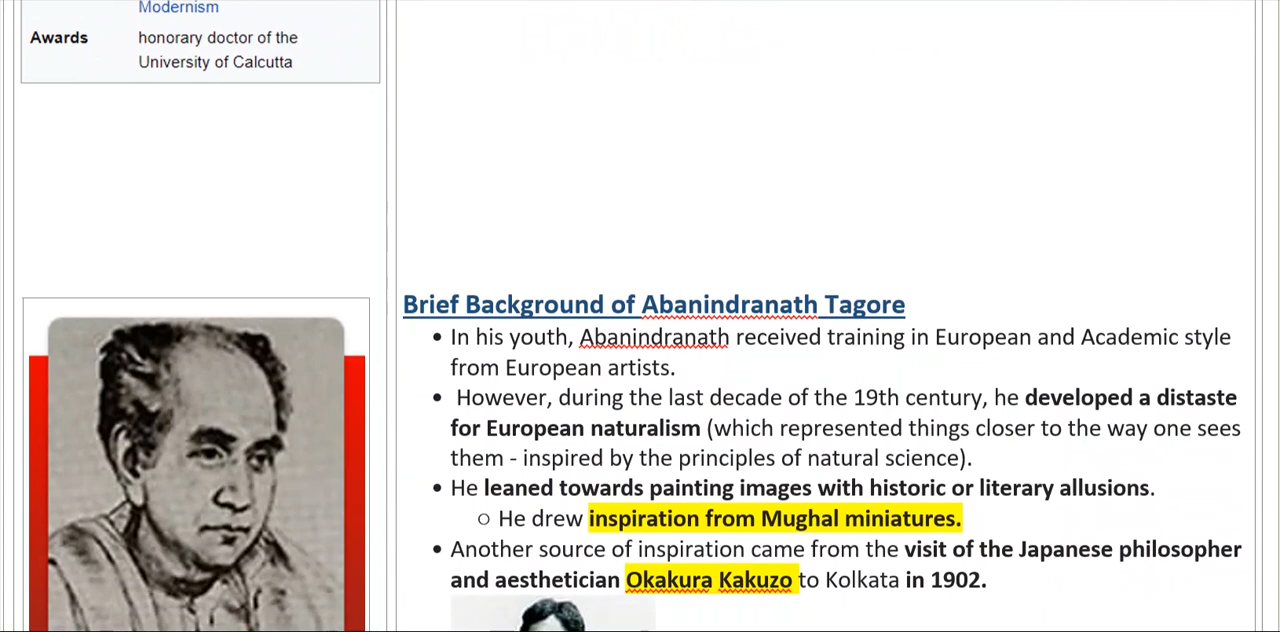 Modernism
Awards honorary doctor of the
University of Calcutta
Brief Background of Abanindranath Tagore
• In his youth, Abanindranath received training in European and Academic style
from European artists.
• However, during the last decade of the 19th century, he developed a distaste
for European naturalism (which represented things closer to the way one sees
them - inspired by the principles of natural science).
• He leaned towards painting images with historic or literary allusions.
○ He drew inspiration from Mughal miniatures.
• Another source of inspiration came from the visit of the Japanese philosopher
and aesthetician Okakura Kakuzo to Kolkata in 1902.